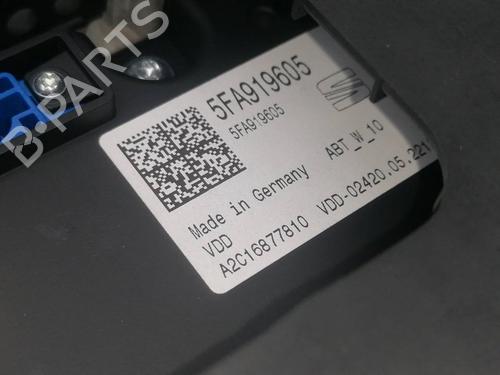 5FA919605
5FA919605
ABT_W_10
Made in Germany
VDD
VDD-02420.05.221
A2C16877810
B-PARTS